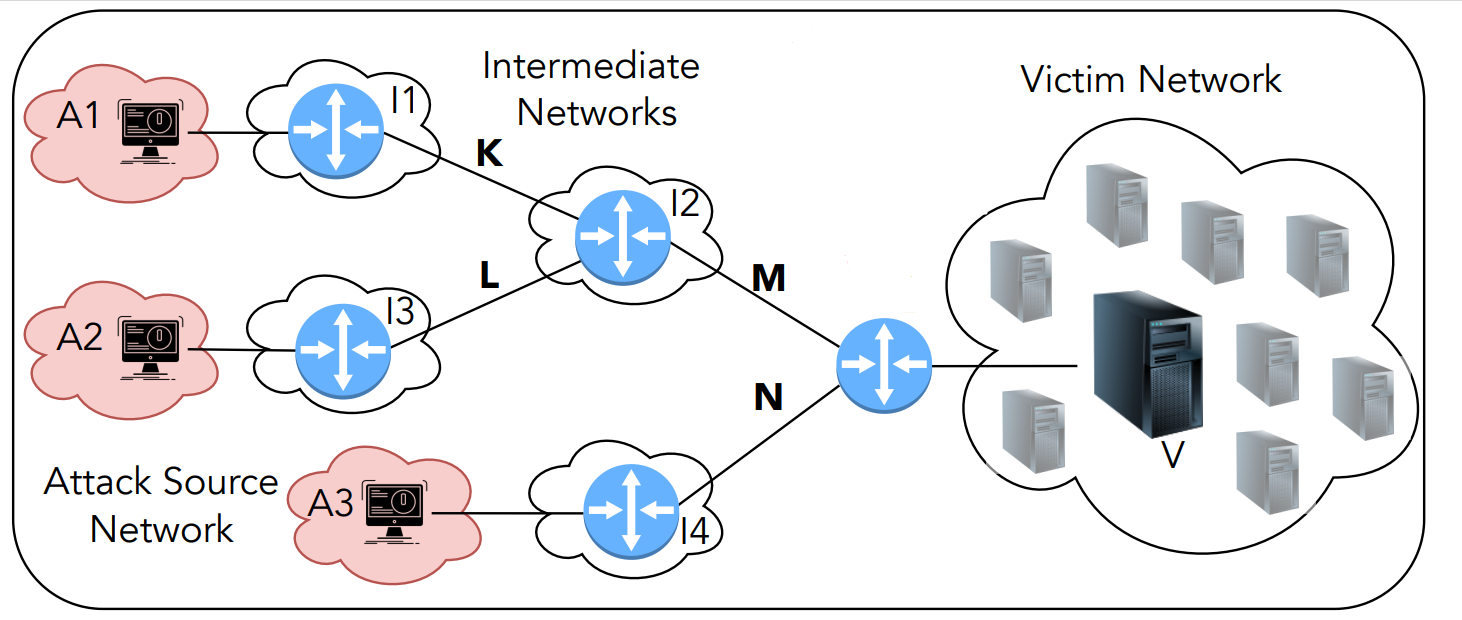 Intermediate
Networks
Victim Network
A1
I1
K
I2
L
M
A2
I3
N
V
Attack Source
Network
A3
I4